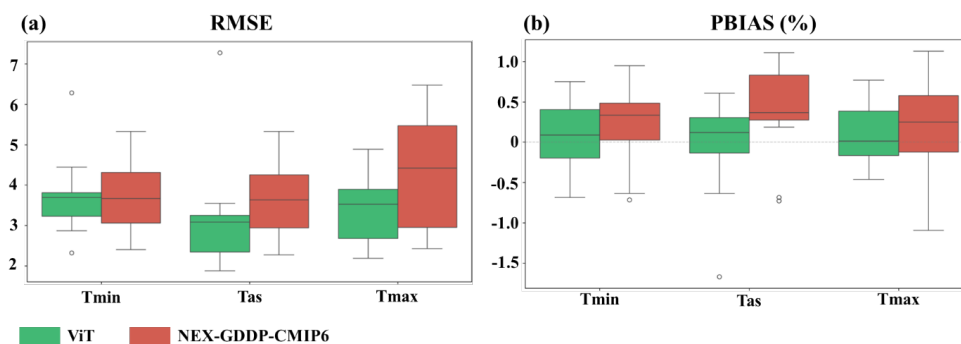 (a) RMSE
7
6
5
4
3
2
Tmin Tas Tmax
(b) PBIAS (%)
1.0
0.5
0
-0.5
-1.0
-1.5
Tmin Tas Tmax
ViT NEX-GDDP-CMIP6